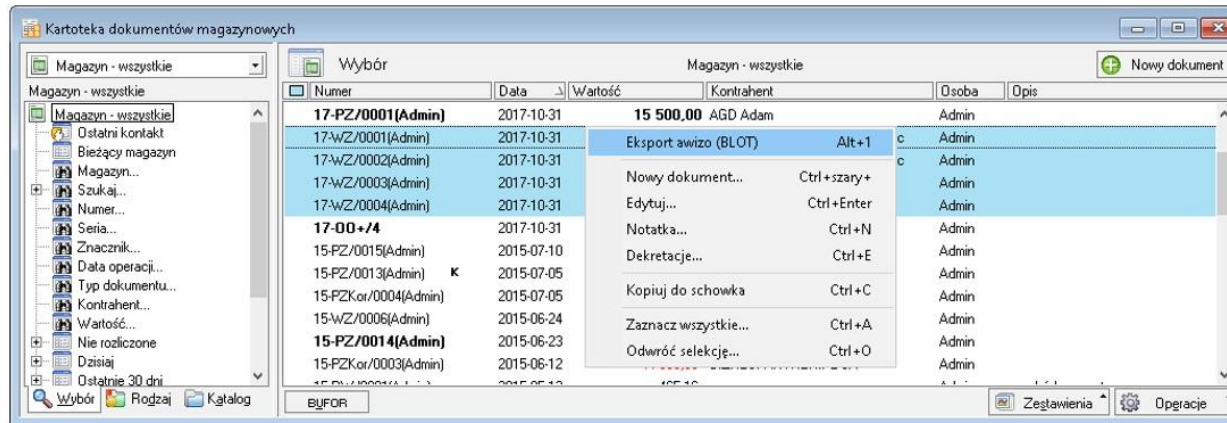 Kartoteka dokumentów magazynowych
Magazyn - wszystkie
Wybór
Magazyn - wszystkie
Nowy dokument
Magazyn - wszystkie
Numer Data Wartość Kontrahent Osoba Opis
Magazyn - wszystkie
Ostatni kontakt
Bieżący magazyn
Magazyn...
Szukaj...
Numer...
Seria...
Znacznik...
Data operacji...
Typ dokumentu...
Kontrahent...
Wartość...
Nie rozliczone
Dzisiaj
Ostatnie 30 dni
17-PZ/0001(Admin) 2017-10-31 15 500,00 AGD Adam Admin
17-WZ/0001(Admin) 2017-10-31 c Admin
17-WZ/0002(Admin) 2017-10-31 c Admin
17-WZ/0003(Admin) 2017-10-31 Admin
17-WZ/0004(Admin) 2017-10-31 Admin
17-OO+/4 2017-10-31 Admin
15-PZ/0015(Admin) 2015-07-10 Admin
15-PZ/0013(Admin) K 2015-07-05 Admin
15-PZKor/0004(Admin) 2015-07-05 Admin
15-WZ/0006(Admin) 2015-06-24 Admin
15-PZ/0014(Admin) 2015-06-23 Admin
15-PZKor/0003(Admin) 2015-06-12 Admin
Eksport awizo (BLOT) Alt+1
Nowy dokument... Ctrl+szary+
Edytuj... Ctrl+Enter
Notatka... Ctrl+N
Dekretacje... Ctrl+E
Kopiuj do schowka Ctrl+C
Zaznacz wszystkie... Ctrl+A
Odwróć selekcję... Ctrl+O
Wybór Rodzaj Katalog
BUFOR
Zestawienia
Operacje